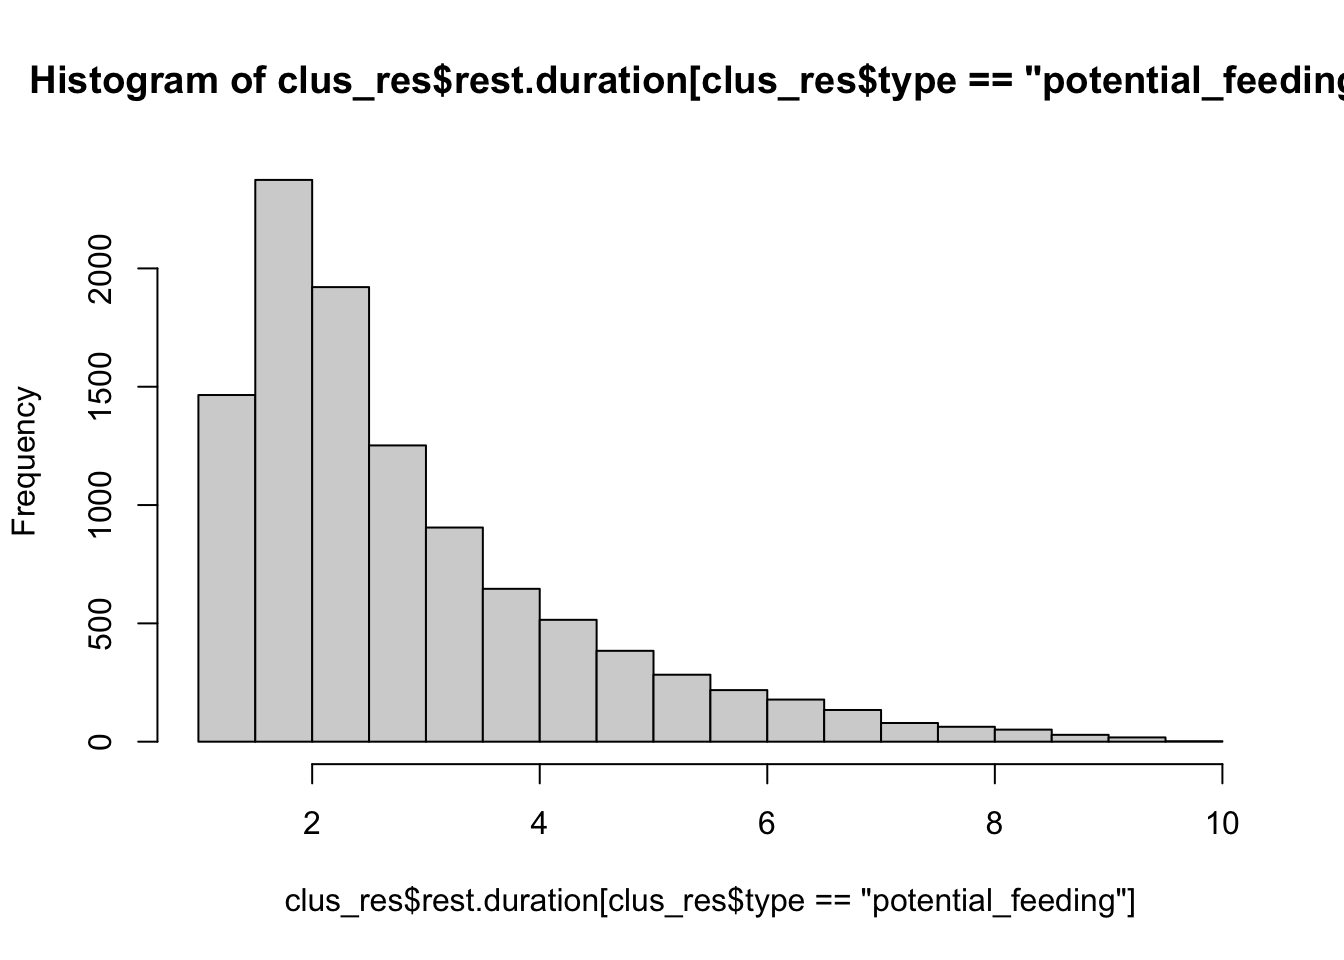 Histogram of clus_res$rest.duration[clus_res$type == "potential_feeding
Frequency
2000
1500
1000
500
0
2 4 6 8 10
clus_res$rest.duration[clus_res$type == "potential_feeding"]